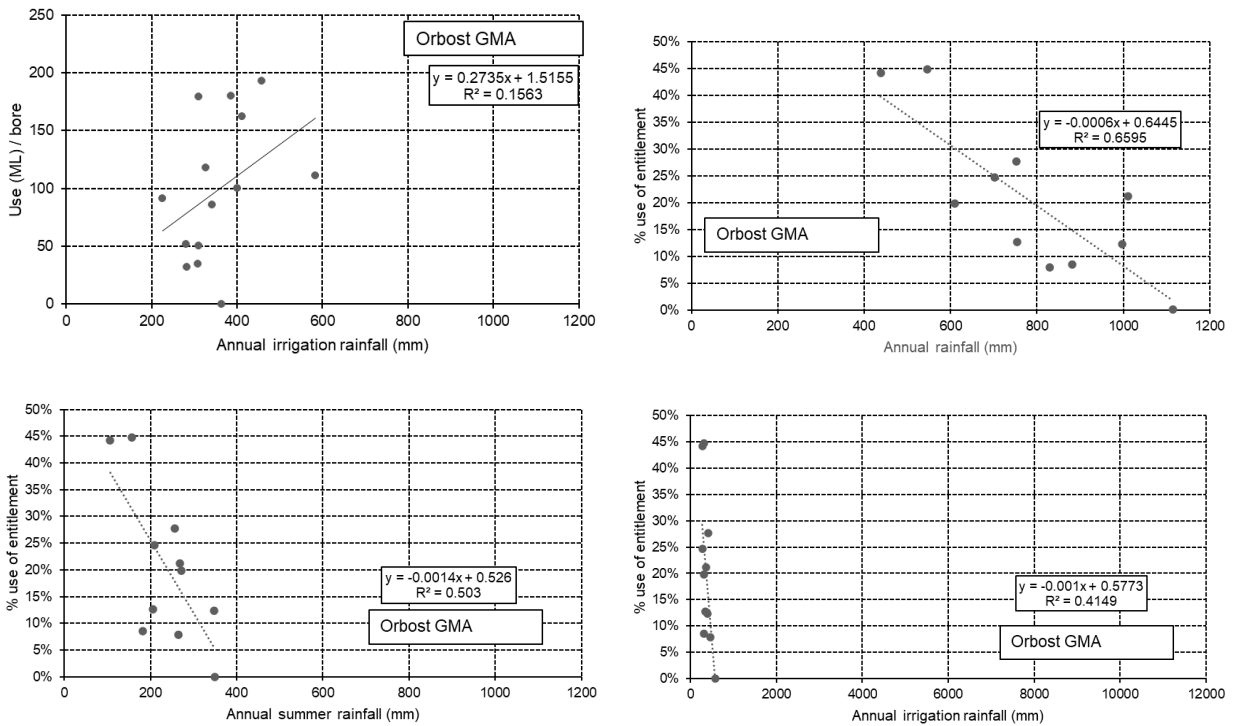 250
200
150
100
50
0
Use (ML) / bore
Orbost GMA
y = 0.2735x + 1.5155
R² = 0.1563
0 200 400 600 800 1000 1200
Annual irrigation rainfall (mm)
50%
45%
40%
35%
30%
25%
20%
15%
10%
5%
0%
% use of entitlement
y = -0.0006x + 0.6445
R² = 0.6595
Orbost GMA
0 200 400 600 800 1000 1200
Annual rainfall (mm)
50%
45%
40%
35%
30%
25%
20%
15%
10%
5%
0%
% use of entitlement
y = -0.0014x + 0.526
R² = 0.503
Orbost GMA
0 200 400 600 800 1000 1200
Annual summer rainfall (mm)
50%
45%
40%
35%
30%
25%
20%
15%
10%
5%
0%
% use of entitlement
y = -0.001x + 0.5773
R² = 0.4149
Orbost GMA
0 2000 4000 6000 8000 10000 12000
Annual irrigation rainfall (mm)